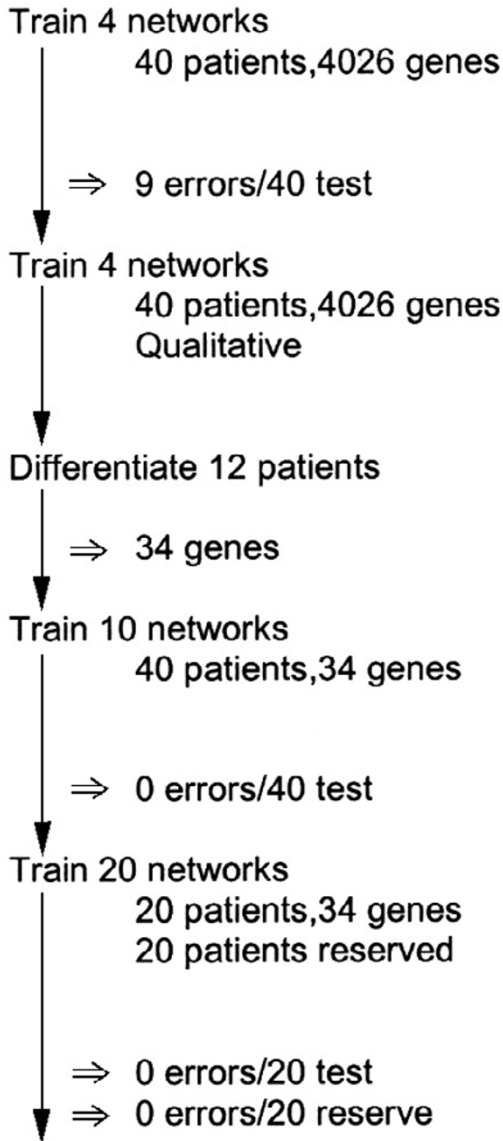 Train 4 networks
40 patients,4026 genes
⇒ 9 errors/40 test
Train 4 networks
40 patients,4026 genes
Qualitative
Differentiate 12 patients
⇒ 34 genes
Train 10 networks
40 patients,34 genes
⇒ 0 errors/40 test
Train 20 networks
20 patients,34 genes
20 patients reserved
⇒ 0 errors/20 test
⇒ 0 errors/20 reserve